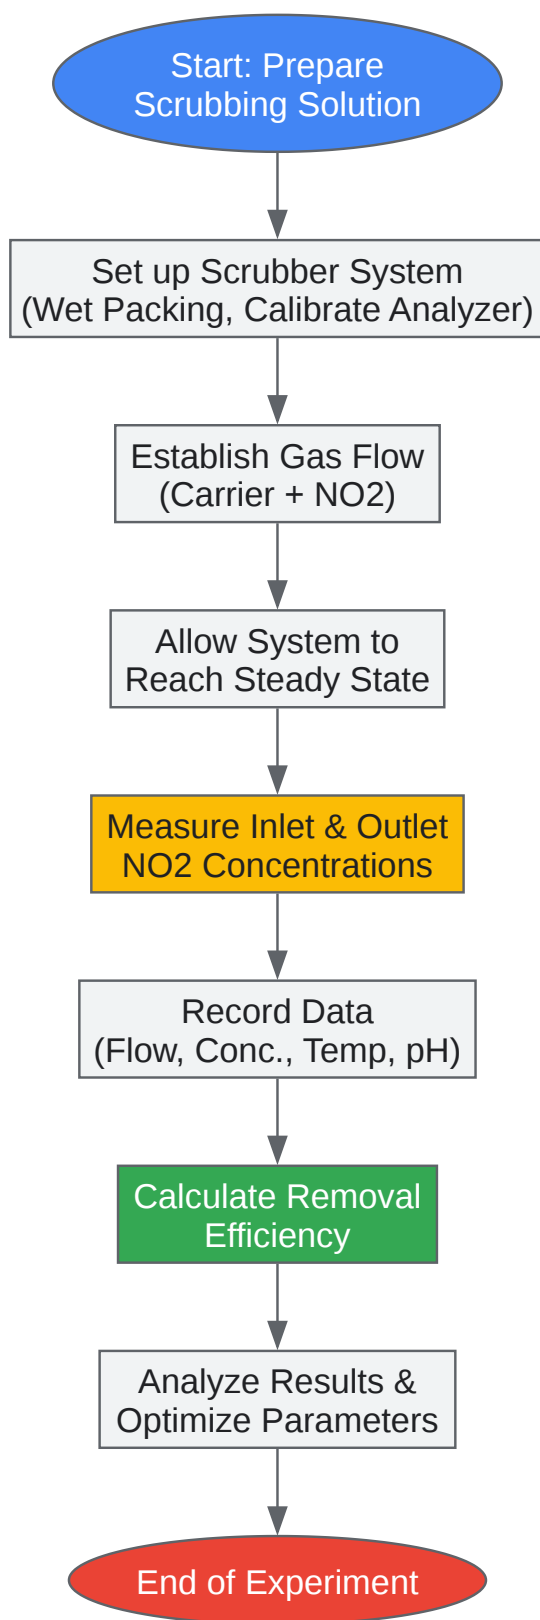 Start: Prepare
Scrubbing Solution
Set up Scrubber System
(Wet Packing, Calibrate Analyzer)
Establish Gas Flow
(Carrier + NO2)
Allow System to
Reach Steady State
Measure Inlet & Outlet
NO2 Concentrations
Record Data
(Flow, Conc., Temp, pH)
Calculate Removal
Efficiency
Analyze Results &
Optimize Parameters
End of Experiment